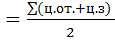 = ∑(ц.от.+ц.з) / 2